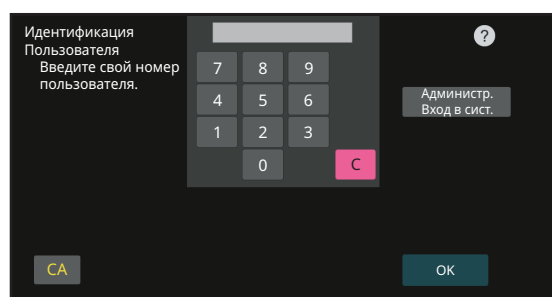 Идентификация
Пользователя
Введите свой номер
пользователя.
7 8 9
4 5 6
1 2 3
0 C
?
Администр.
Вход в сист.
CA
OK